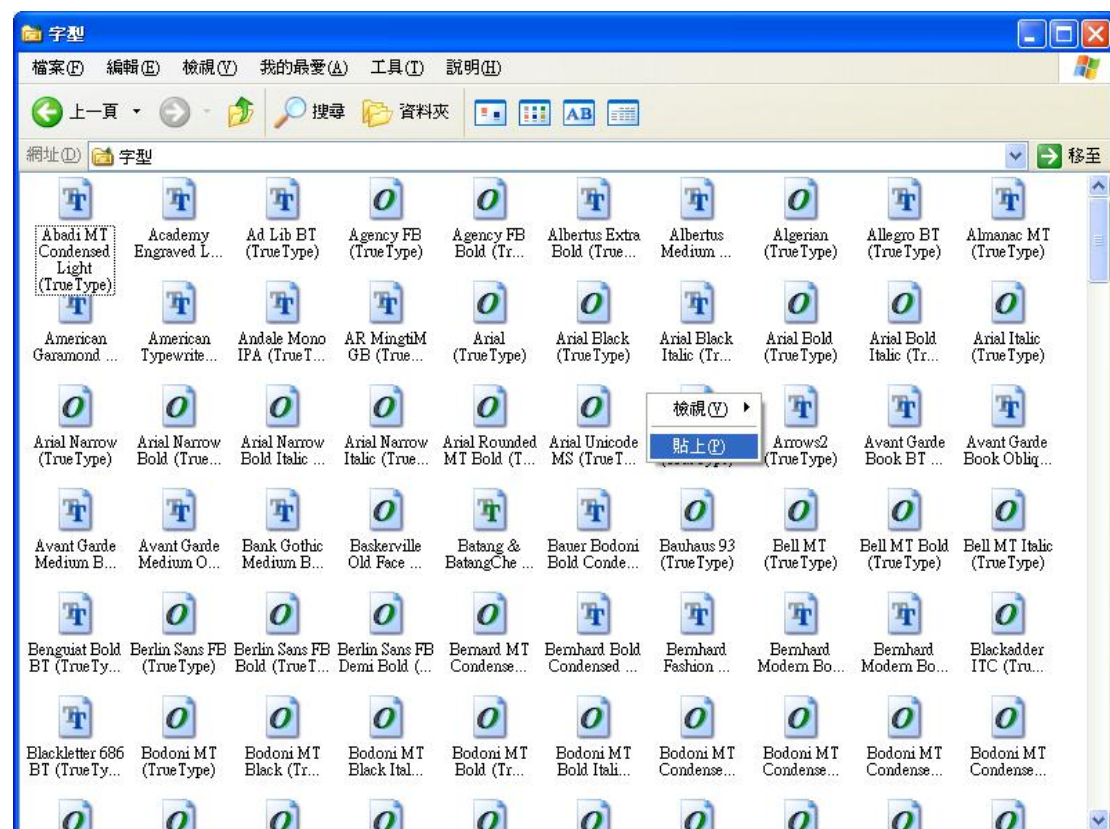 字型
檔案(F) 編輯(E) 檢視(V) 我的最愛(A) 工具(T) 說明(H)
上一頁 搜尋 資料夾
網址(D) 字型 移至
Abadi MT Academy Ad Lib BT Agency FB Agency FB Albertus Extra Albertus Algerian Allegro BT Almanac MT
Condensed Engraved L... (TrueType) (TrueType) Bold (Tr... Bold (True... Medium ... (TrueType) (TrueType) (TrueType)
Light
(TrueType)
American American Andale Mono AR MingtiM Arial Arial Black Arial Black Arial Bold Arial Bold Arial Italic
Garamond ... Typewrite... IPA (TrueT... GB (True... (TrueType) (TrueType) Italic (Tr... (TrueType) Italic (Tr... (TrueType)
檢視(V)
Arial Narrow Arial Narrow Arial Narrow Arial Narrow Arial Rounded Arial Unicode 貼上(P) Arrows2 Avant Garde Avant Garde
(TrueType) Bold (True... Bold Italic ... Italic (True... MT Bold (T... MS (TrueT... (TrueType) Book BT ... Book Obliq...
Avant Garde Avant Garde Bank Gothic Baskerville Batang & Bauer Bodoni Bauhaus 93 Bell MT Bell MT Bold Bell MT Italic
Medium B... Medium O... Medium B... Old Face ... BatangChe ... Bold Conde... (TrueType) (TrueType) (TrueType) (TrueType)
Benguiat Bold Berlin Sans FB Berlin Sans FB Berlin Sans FB Bernard MT Bernhard Bold Bernhard Bernhard Bernhard Blackadder
BT (TrueTy... (TrueType) Bold (TrueT... Demi Bold (... Condense... Condensed ... Fashion ... Modern Bo... Modern Bo... ITC (Tru...
Blackletter 686 Bodoni MT Bodoni MT Bodoni MT Bodoni MT Bodoni MT Bodoni MT Bodoni MT Bodoni MT Bodoni MT
BT (TrueTy... (TrueType) Black (Tr... Black Ital... Bold (Tr... Bold Itali... Condense... Condense... Condense... Condense...